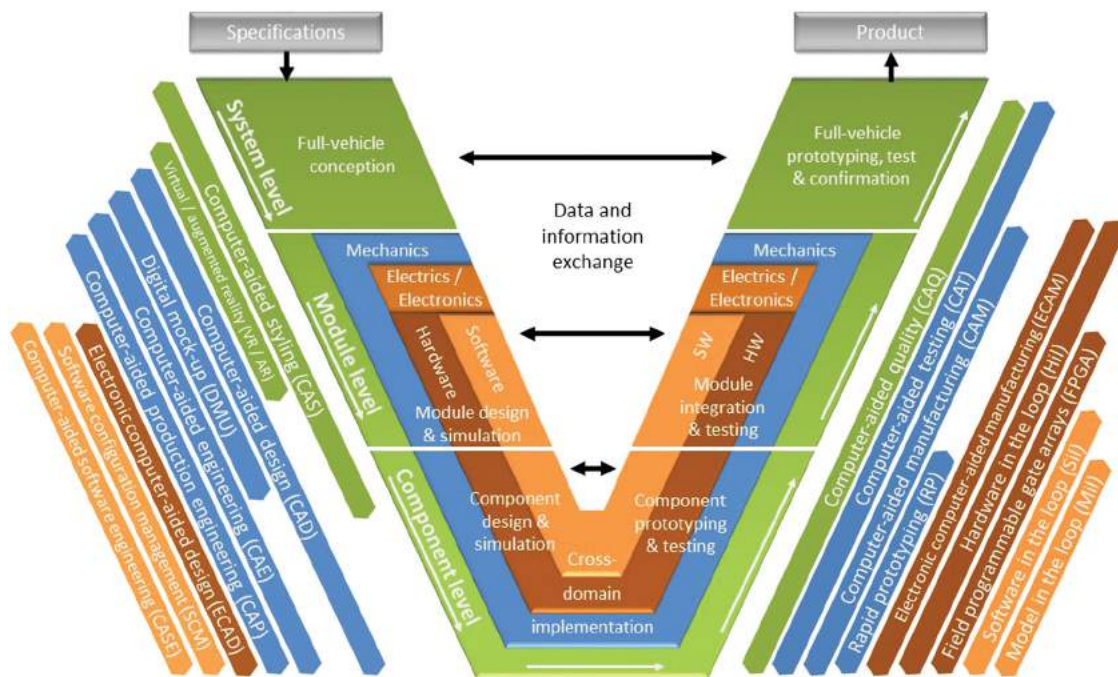 Specifications
Product
System level
Full-vehicle
conception
Full-vehicle
prototyping, test
& confirmation
Data and
information
exchange
Module level
Mechanics
Electrics /
Electronics
Hardware
Software
Module design
& simulation
Mechanics
Electrics /
Electronics
SW
HW
Module
integration
& testing
Component level
Component
design &
simulation
Component
prototyping
& testing
Cross-
domain
implementation
Computer-aided styling (CAS)
Virtual / augmented reality (VR / AR)
Computer-aided design (CAD)
Digital mock-up (DMU)
Computer-aided engineering (CAE)
Computer-aided production engineering (CAP)
Electronic computer-aided design (ECAD)
Software configuration management (SCM)
Computer-aided software engineering (CASE)
Computer-aided quality (CAQ)
Computer-aided testing (CAT)
Computer-aided manufacturing (CAM)
Rapid prototyping (RP)
Electronic computer-aided manufacturing (ECAM)
Hardware in the loop (Hil)
Field programmable gate arrays (FPGA)
Software in the loop (Sil)
Model in the loop (Mil)